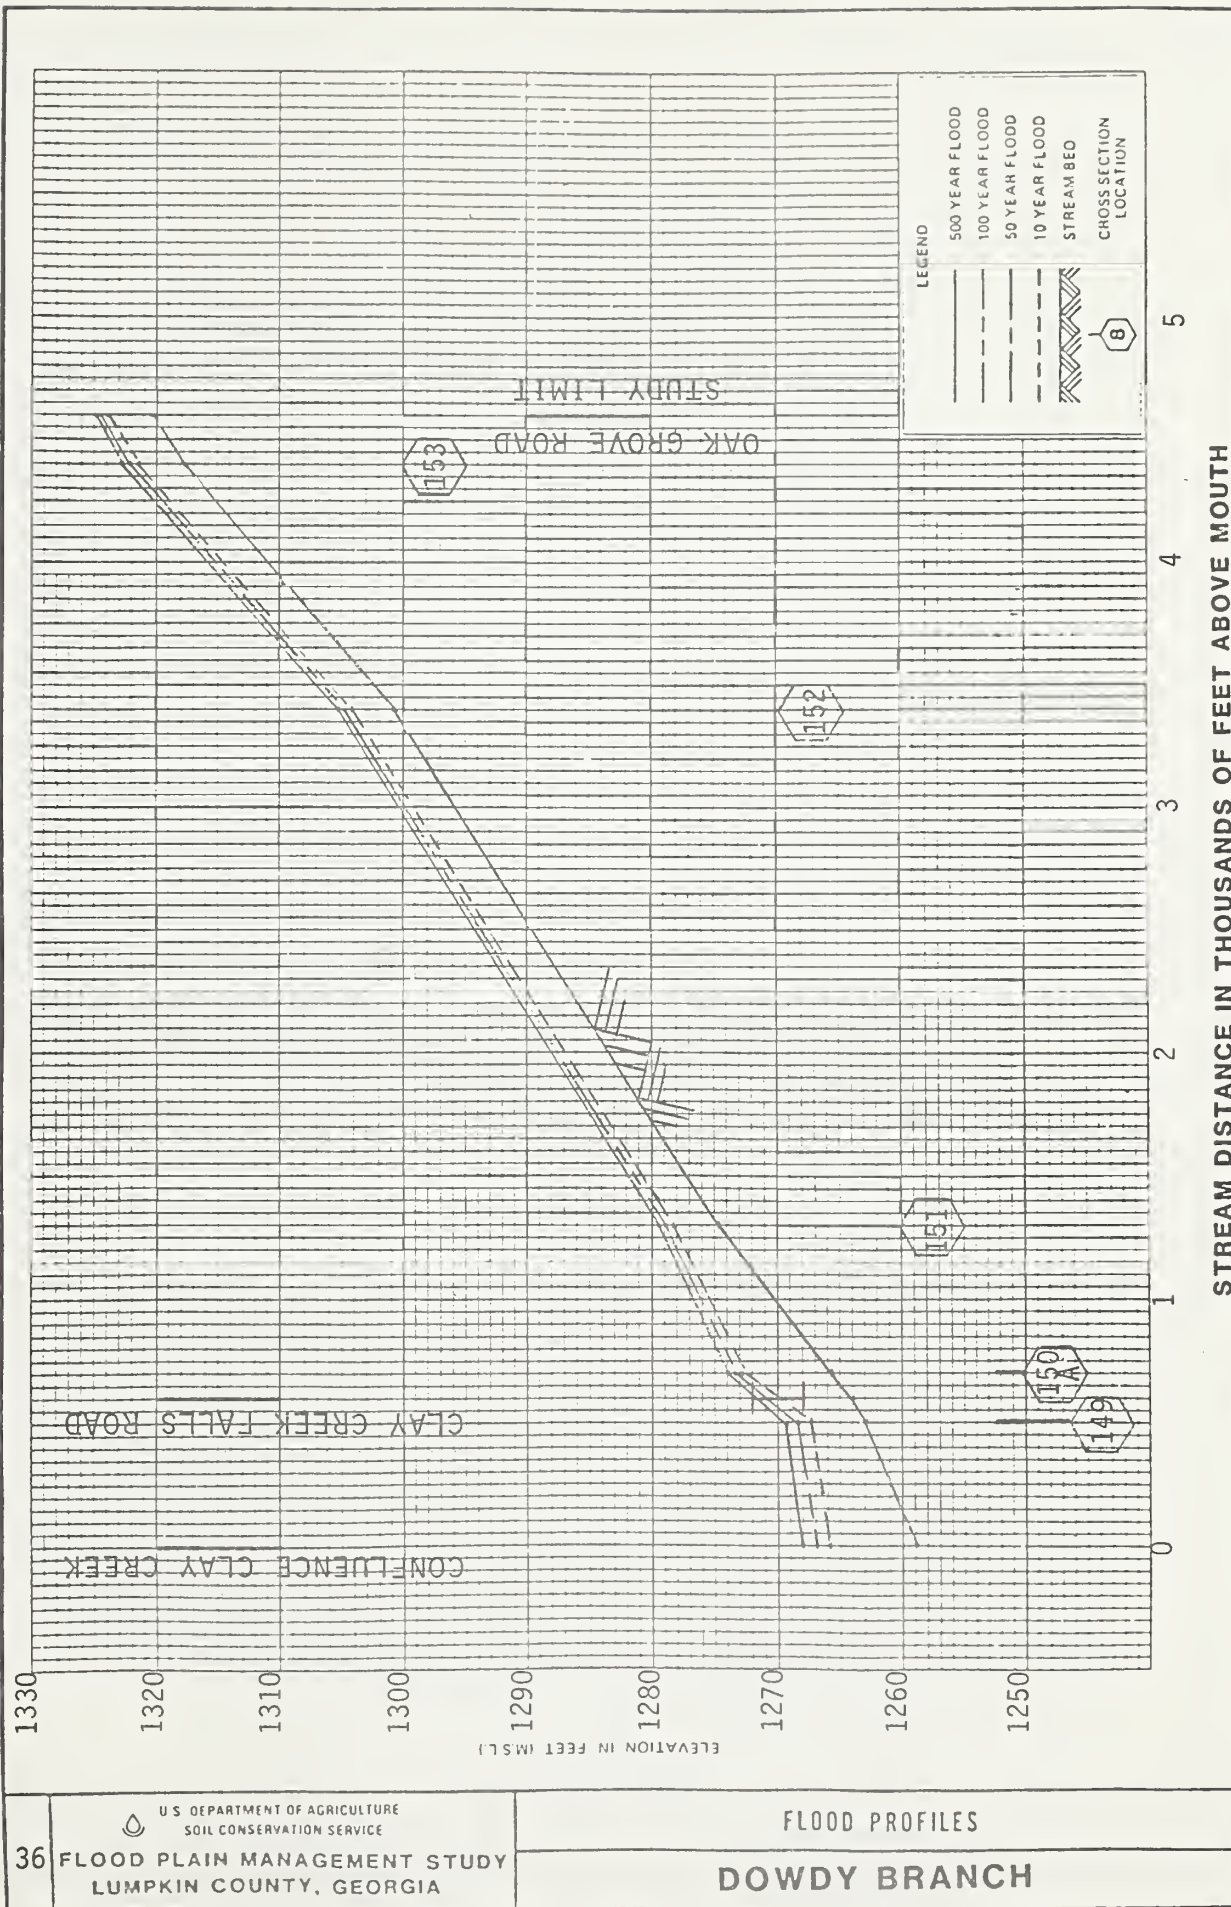 LEGEND
500 YEAR FLOOD
100 YEAR FLOOD
50 YEAR FLOOD
10 YEAR FLOOD
STREAM BED
CROSS SECTION
LOCATION
B
STUDY LIMIT
OAK GROVE ROAD
CLAY CREEK FALLS ROAD
CONFLUENCE CLAY CREEK
153
152
151
150
A
149
1330
1320
1310
1300
1290
1280
1270
1260
1250
ELEVATION IN FEET (M.S.L.)
0
1
2
3
4
5
STREAM DISTANCE IN THOUSANDS OF FEET ABOVE MOUTH
U S DEPARTMENT OF AGRICULTURE
SOIL CONSERVATION SERVICE
36
FLOOD PLAIN MANAGEMENT STUDY
LUMPKIN COUNTY, GEORGIA
FLOOD PROFILES
DOWDY BRANCH